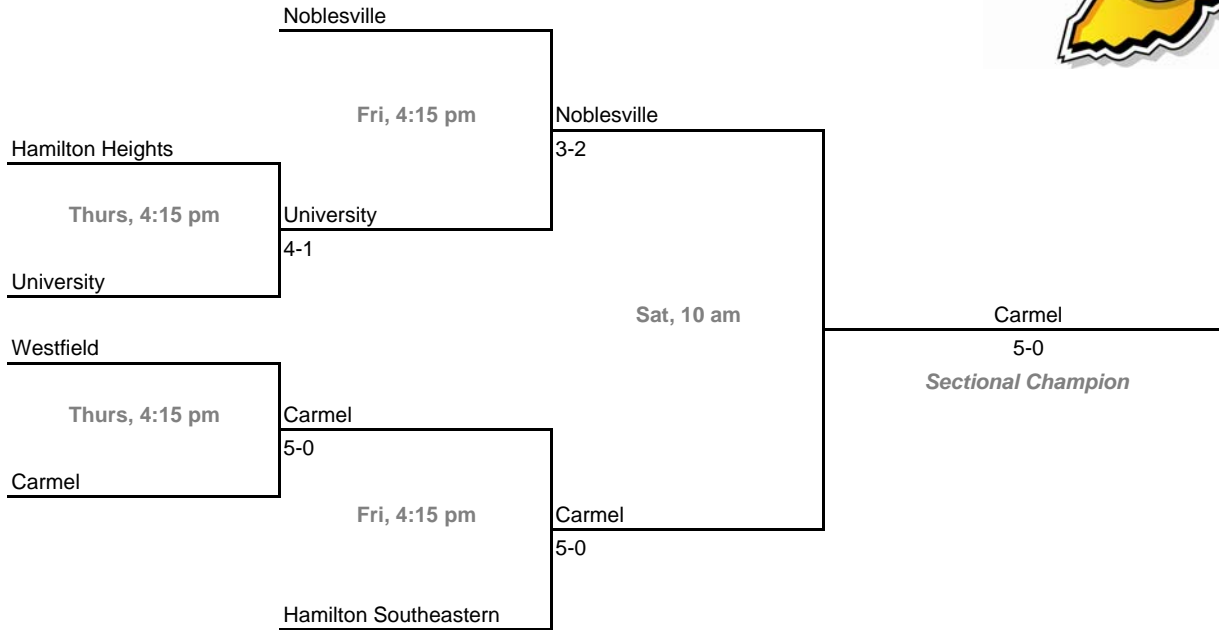 Noblesville
Fri, 4:15 pm
Noblesville
Hamilton Heights
3-2
Thurs, 4:15 pm
University
4-1
University
Sat, 10 am
Carmel
Westfield
5-0
Sectional Champion
Thurs, 4:15 pm
Carmel
5-0
Carmel
Fri, 4:15 pm
Carmel
5-0
Hamilton Southeastern